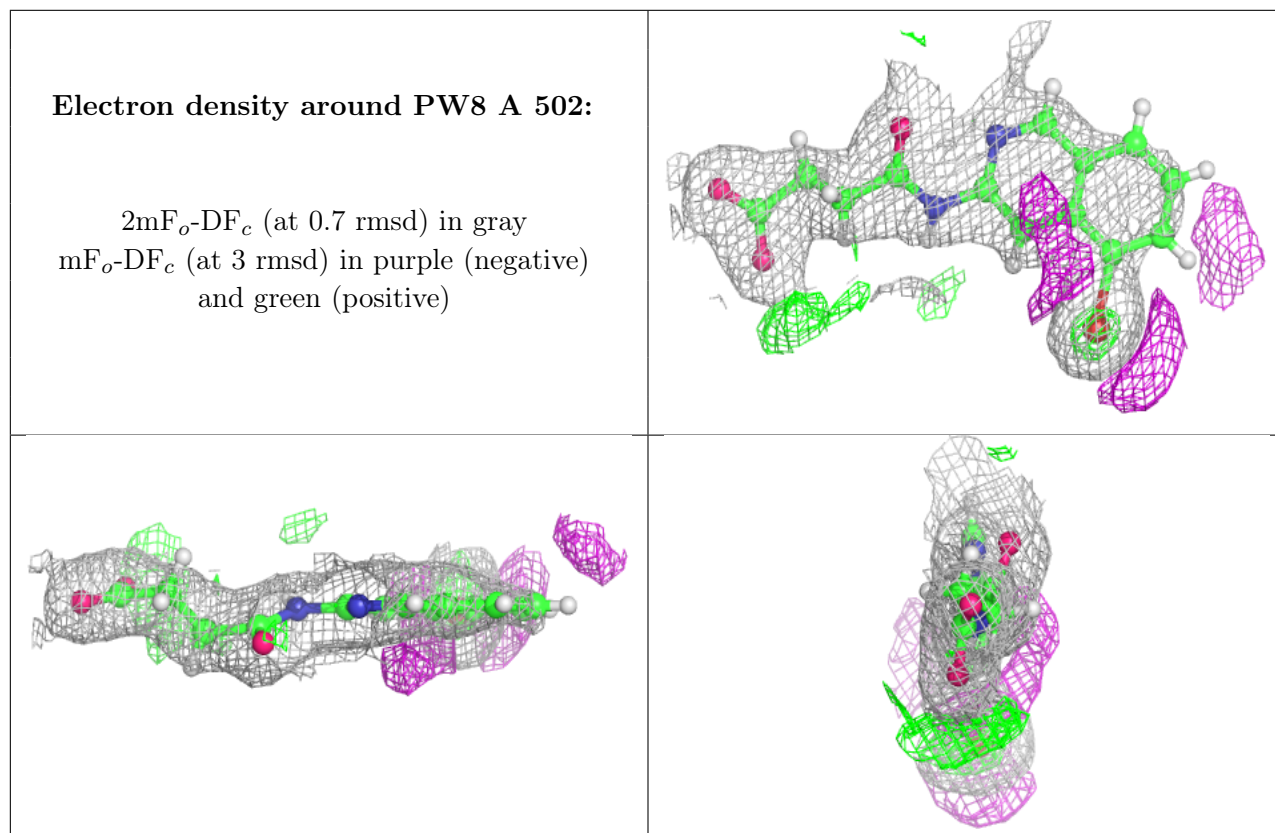 Electron density around PW8 A 502:
2mFo-DFc (at 0.7 rmsd) in gray
mFo-DFc (at 3 rmsd) in purple (negative)
and green (positive)